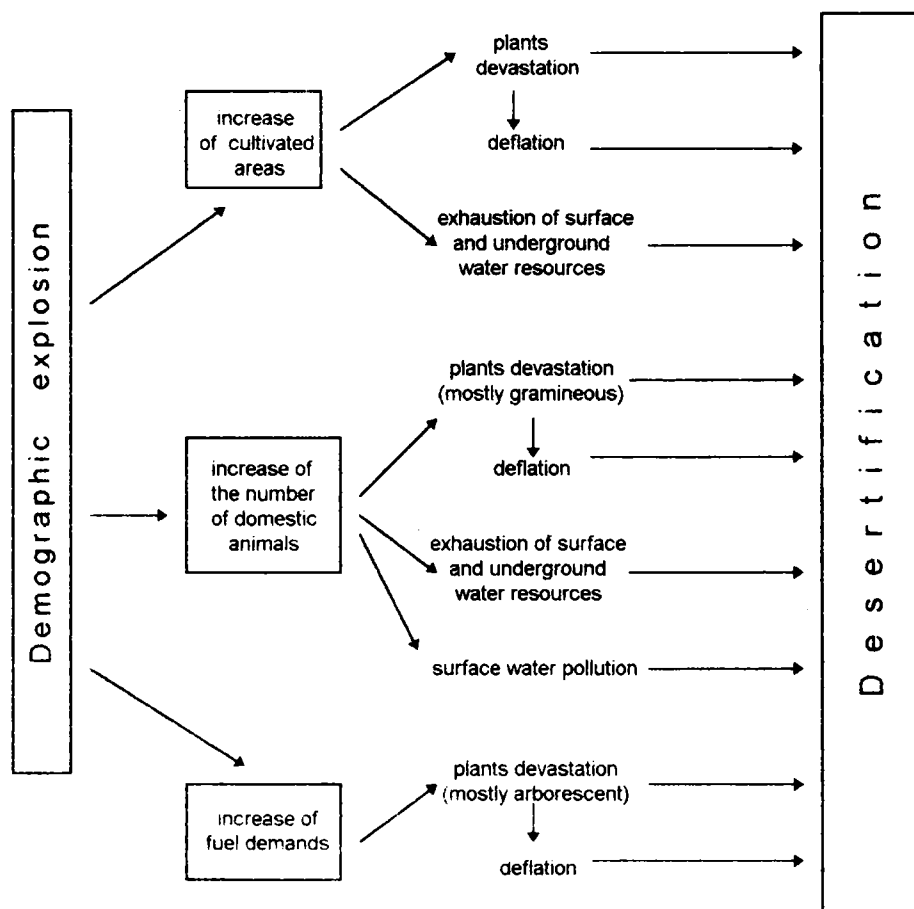 Demographic explosion
increase
of cultivated
areas
plants
devastation
deflation
exhaustion of surface
and underground
water resources
increase of
the number
of domestic
animals
plants devastation
(mostly gramineous)
deflation
exhaustion of surface
and underground
water resources
surface water pollution
increase of
fuel demands
plants devastation
(mostly arborescent)
deflation
Desertification